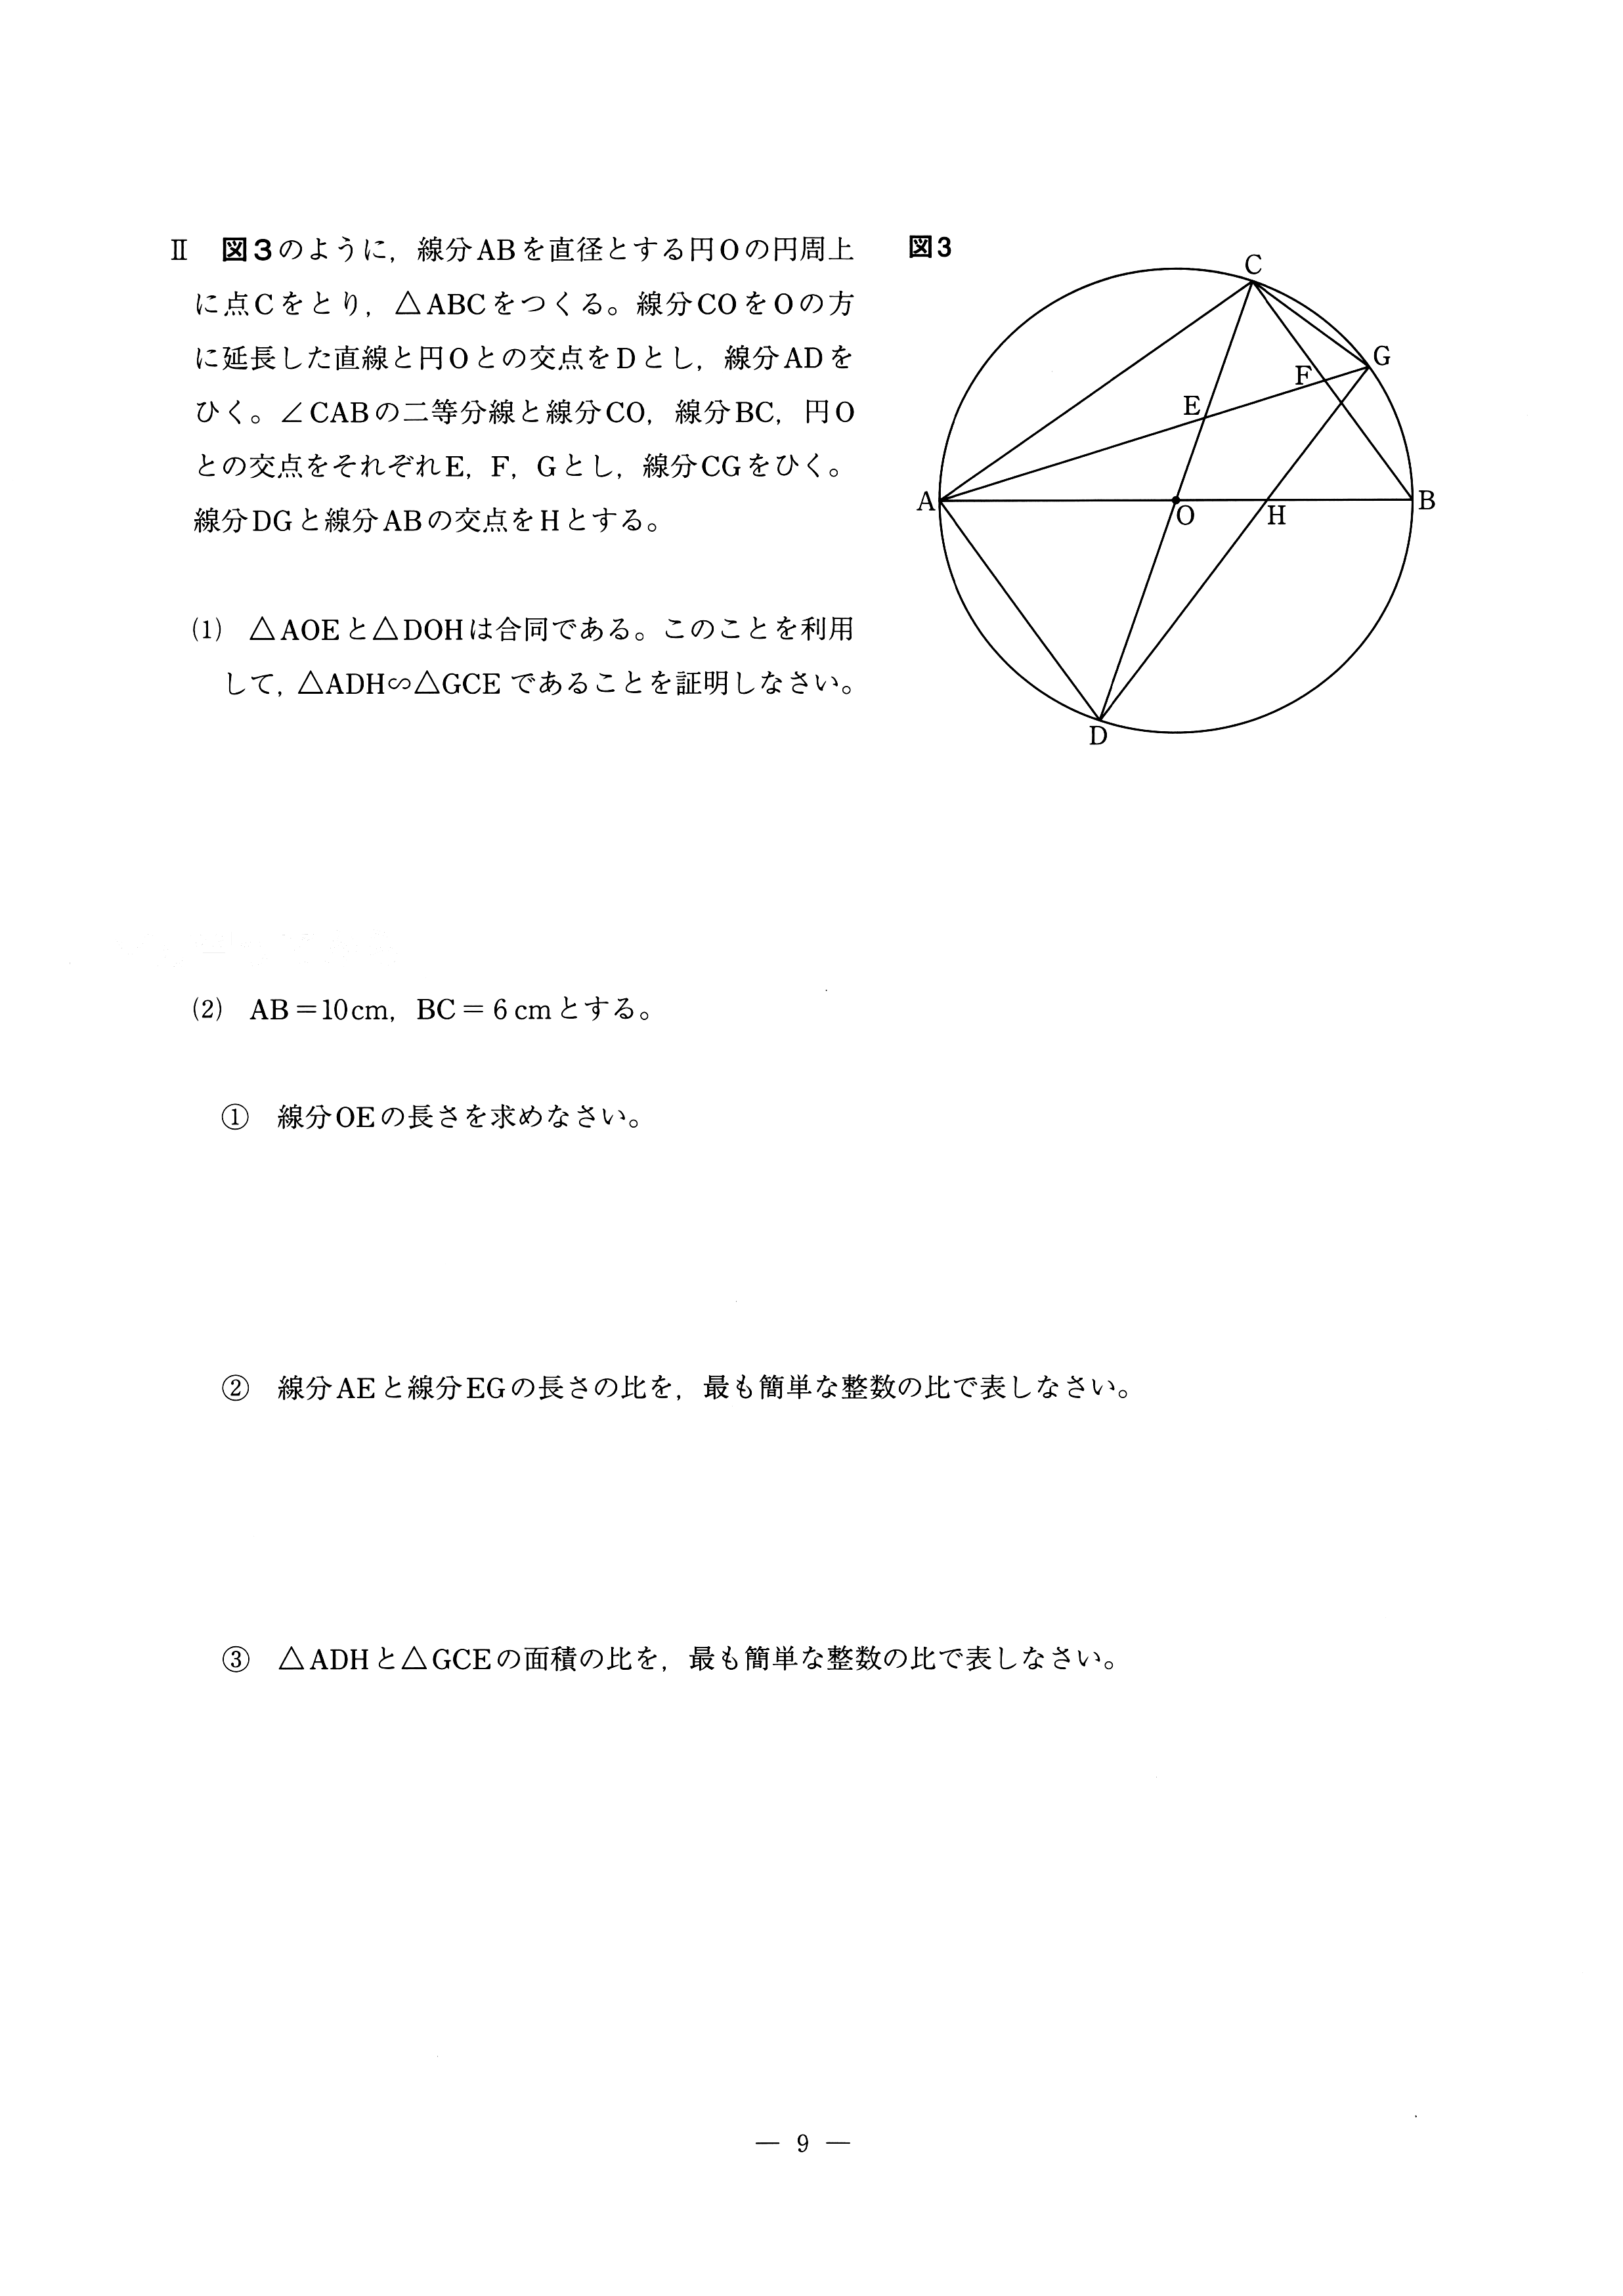 Ⅱ　図３のように，線分ABを直径とする円Oの円周上
に点Cをとり，△ABCをつくる。線分COをOの方
に延長した直線と円Oとの交点をDとし，線分ADを
ひく。∠CABの二等分線と線分CO，線分BC，円O
との交点をそれぞれE，F，Gとし，線分CGをひく。
線分DGと線分ABの交点をHとする。
図3
C
G
F
E
A
O
H
B
D
(1)　△AOEと△DOHは合同である。このことを利用
して，△ADH∽△GCE であることを証明しなさい。
(2)　AB＝10cm，BC＝6cmとする。
①　線分OEの長さを求めなさい。
②　線分AEと線分EGの長さの比を，最も簡単な整数の比で表しなさい。
③　△ADHと△GCEの面積の比を，最も簡単な整数の比で表しなさい。
― 9 ―